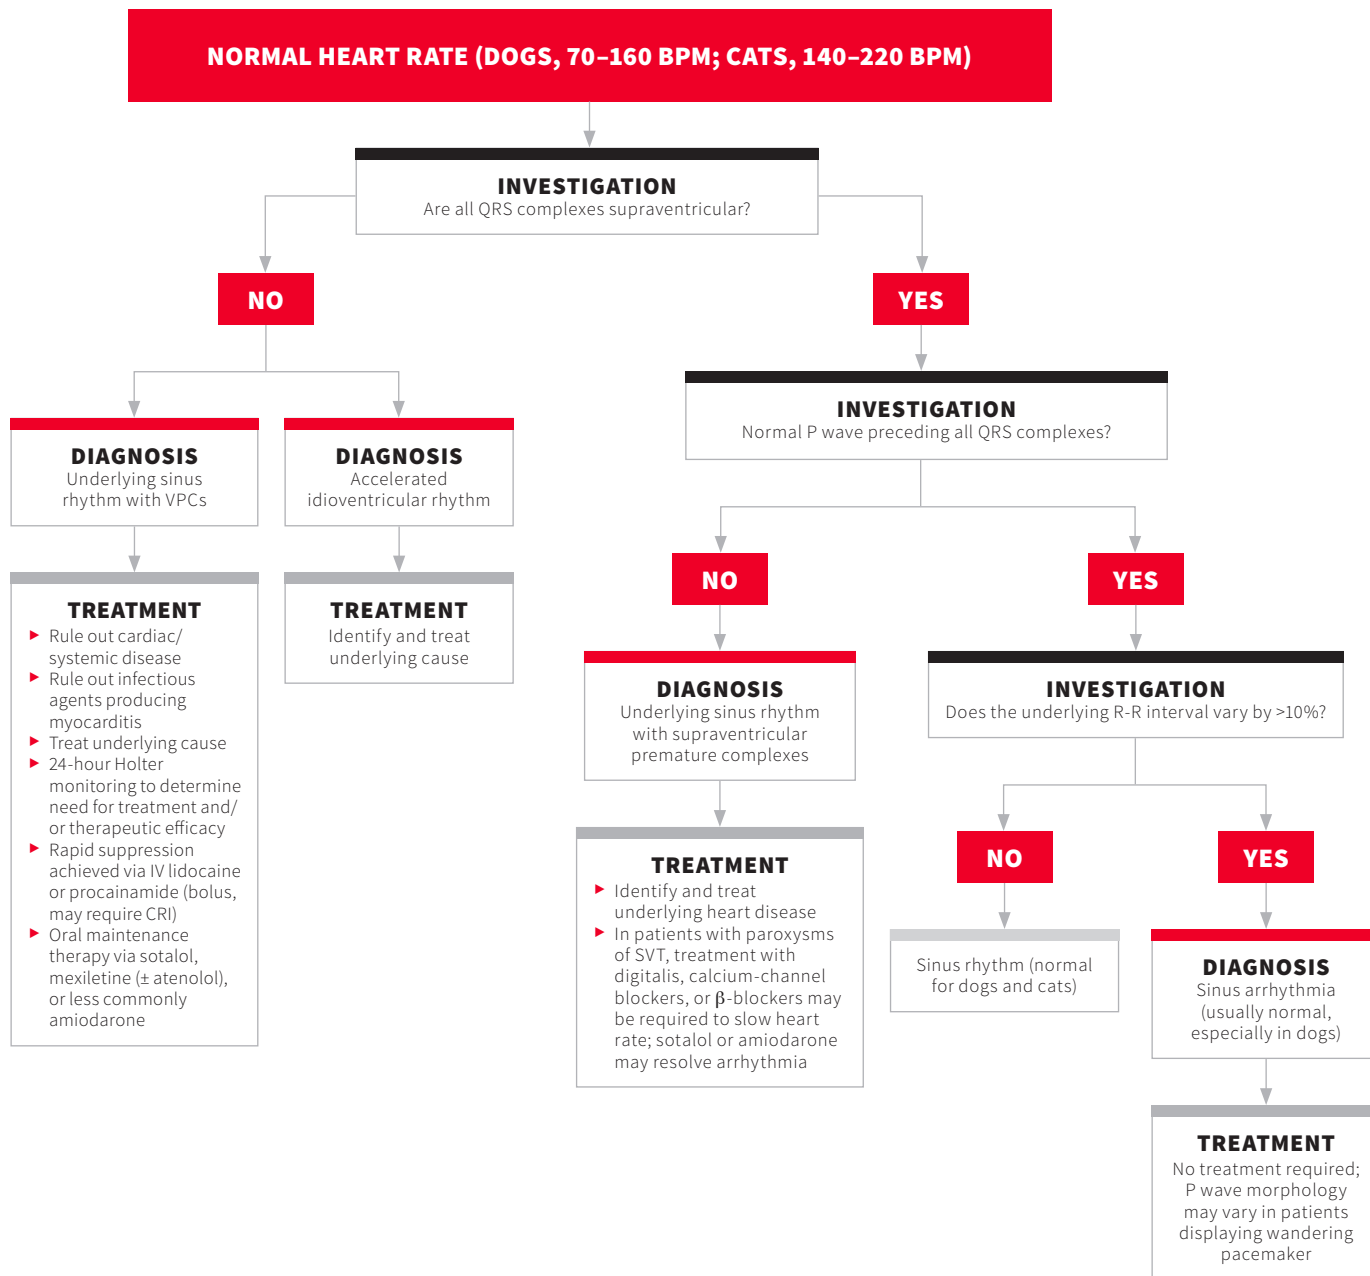 NORMAL HEART RATE (DOGS, 70–160 BPM; CATS, 140–220 BPM)
INVESTIGATION
Are all QRS complexes supraventricular?
NO
YES
DIAGNOSIS
Underlying sinus
rhythm with VPCs
DIAGNOSIS
Accelerated
idioventricular rhythm
TREATMENT
▶ Rule out cardiac/
systemic disease
▶ Rule out infectious
agents producing
myocarditis
▶ Treat underlying cause
▶ 24-hour Holter
monitoring to determine
need for treatment and/
or therapeutic efficacy
▶ Rapid suppression
achieved via IV lidocaine
or procainamide (bolus,
may require CRI)
▶ Oral maintenance
therapy via sotalol,
mexiletine (± atenolol),
or less commonly
amiodarone
TREATMENT
Identify and treat
underlying cause
INVESTIGATION
Normal P wave preceding all QRS complexes?
NO
YES
DIAGNOSIS
Underlying sinus rhythm
with supraventricular
premature complexes
TREATMENT
▶ Identify and treat
underlying heart disease
▶ In patients with paroxysms
of SVT, treatment with
digitalis, calcium-channel
blockers, or β-blockers may
be required to slow heart
rate; sotalol or amiodarone
may resolve arrhythmia
INVESTIGATION
Does the underlying R-R interval vary by >10%?
NO
YES
Sinus rhythm (normal
for dogs and cats)
DIAGNOSIS
Sinus arrhythmia
(usually normal,
especially in dogs)
TREATMENT
No treatment required;
P wave morphology
may vary in patients
displaying wandering
pacemaker